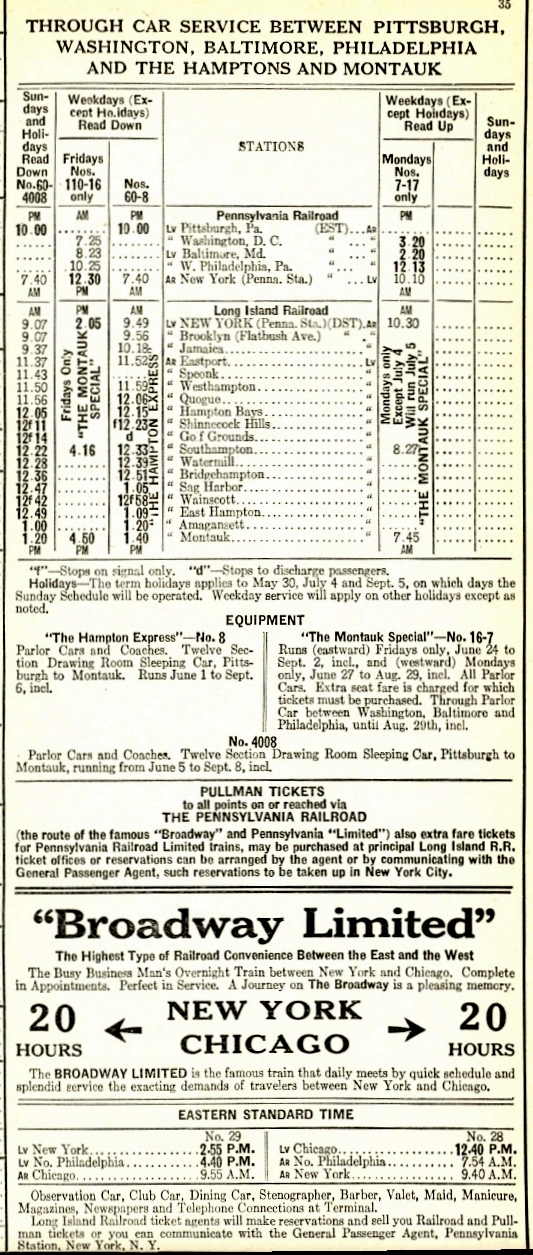 35
THROUGH CAR SERVICE BETWEEN PITTSBURGH,
WASHINGTON, BALTIMORE, PHILADELPHIA
AND THE HAMPTONS AND MONTAUK
Sundays and Holidays Read Down No. 60-4008
Weekdays (Except Holidays) Read Down
Fridays Nos. 110-16 only
Nos. 60-8
STATIONS
Weekdays (Except Holidays) Read Up
Mondays Nos. 7-17 only
Sundays and Holidays
PM AM PM Pennsylvania Railroad PM
10 00 ........ 10 00 Lv Pittsburgh, Pa. (EST)...Ar ........
........ 7.25 ........ " Washington, D. C. " ... " 3 20
........ 8.23 ........ Lv Baltimore, Md. " ... " 2 20
........ 10.25 ........ " W. Philadelphia, Pa. " ... " 12 13
7.40 12.30 7.40 Ar New York (Penna. Sta.) " ...Lv 10.10
AM PM AM AM
AM PM AM Long Island Railroad AM
9.07 2.05 9.49 Lv NEW YORK (Penna. Sta.)(DST).Ar 10.30
9.07 9.56 " Brooklyn (Flatbush Ave.) " . "
9.37 10.18 " Jamaica "
11.37 11.52 Ar Eastport Lv
11.43 " Speonk "
11.50 11.59 " Westhampton "
11.56 12.06 " Quogue "
12.05 12.15 " Hampton Bays "
12f11 f12.23 " Shinnecock Hills "
12f14 d " Golf Grounds "
12.22 4.16 12.33 " Southampton " 8.27
12.28 12.39 " Watermill "
12.36 12.51 " Bridgehampton "
12.47 1.05 " Sag Harbor "
12f42 12f58 " Wainscott "
12.49 1.09 " East Hampton "
1.00 1.20 " Amagansett "
1.20 4.50 1.40 " Montauk " 7.45
PM PM PM AM
Fridays Only
"THE MONTAUK SPECIAL"
THE HAMPTON EXPRESS
Mondays only
Except July 4
Will run July 5
"THE MONTAUK SPECIAL"
"f"—Stops on signal only. "d"—Stops to discharge passengers.
Holidays—The term holidays applies to May 30, July 4 and Sept. 5, on which days the
Sunday Schedule will be operated. Weekday service will apply on other holidays except as
noted.
EQUIPMENT
"The Hampton Express"—No. 8
Parlor Cars and Coaches. Twelve Sec-
tion Drawing Room Sleeping Car, Pitts-
burgh to Montauk. Runs June 1 to Sept.
6, incl.
"The Montauk Special"—No. 16-7
Runs (eastward) Fridays only, June 24 to
Sept. 2, incl., and (westward) Mondays
only, June 27 to Aug. 29, incl. All Parlor
Cars. Extra seat fare is charged for which
tickets must be purchased. Through Parlor
Car between Washington, Baltimore and
Philadelphia, until Aug. 29th, incl.
No. 4008
Parlor Cars and Coaches. Twelve Section Drawing Room Sleeping Car, Pittsburgh to
Montauk, running from June 5 to Sept. 8, incl.
PULLMAN TICKETS
to all points on or reached via
THE PENNSYLVANIA RAILROAD
(the route of the famous "Broadway" and Pennsylvania "Limited") also extra fare tickets
for Pennsylvania Railroad Limited trains, may be purchased at principal Long Island R.R.
ticket offices or reservations can be arranged by the agent or by communicating with the
General Passenger Agent, such reservations to be taken up in New York City.
"Broadway Limited"
The Highest Type of Railroad Convenience Between the East and the West
The Busy Business Man's Overnight Train between New York and Chicago. Complete
in Appointments. Perfect in Service. A Journey on The Broadway is a pleasing memory.
20 HOURS ← NEW YORK CHICAGO → 20 HOURS
The BROADWAY LIMITED is the famous train that daily meets by quick schedule and
splendid service the exacting demands of travelers between New York and Chicago.
EASTERN STANDARD TIME
No. 29
Lv New York 2.55 P.M.
Lv No. Philadelphia 4.40 P.M.
Ar Chicago 9.55 A.M.
No. 28
Lv Chicago 12.40 P.M.
Ar No. Philadelphia 7.54 A.M.
Ar New York 9.40 A.M.
Observation Car, Club Car, Dining Car, Stenographer, Barber, Valet, Maid, Manicure,
Magazines, Newspapers and Telephone Connections at Terminal.
Long Island Railroad ticket agents will make reservations and sell you Railroad and Pull-
man tickets or you can communicate with the General Passenger Agent, Pennsylvania
Station, New York, N. Y.